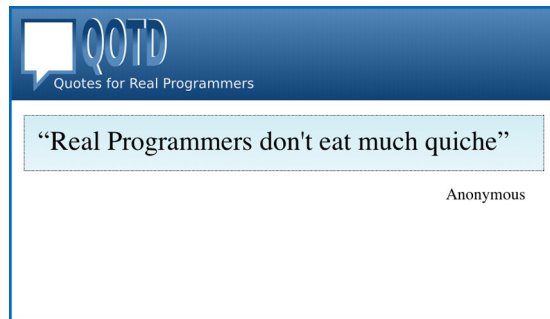 QOTD
Quotes for Real Programmers
“Real Programmers don't eat much quiche”
Anonymous